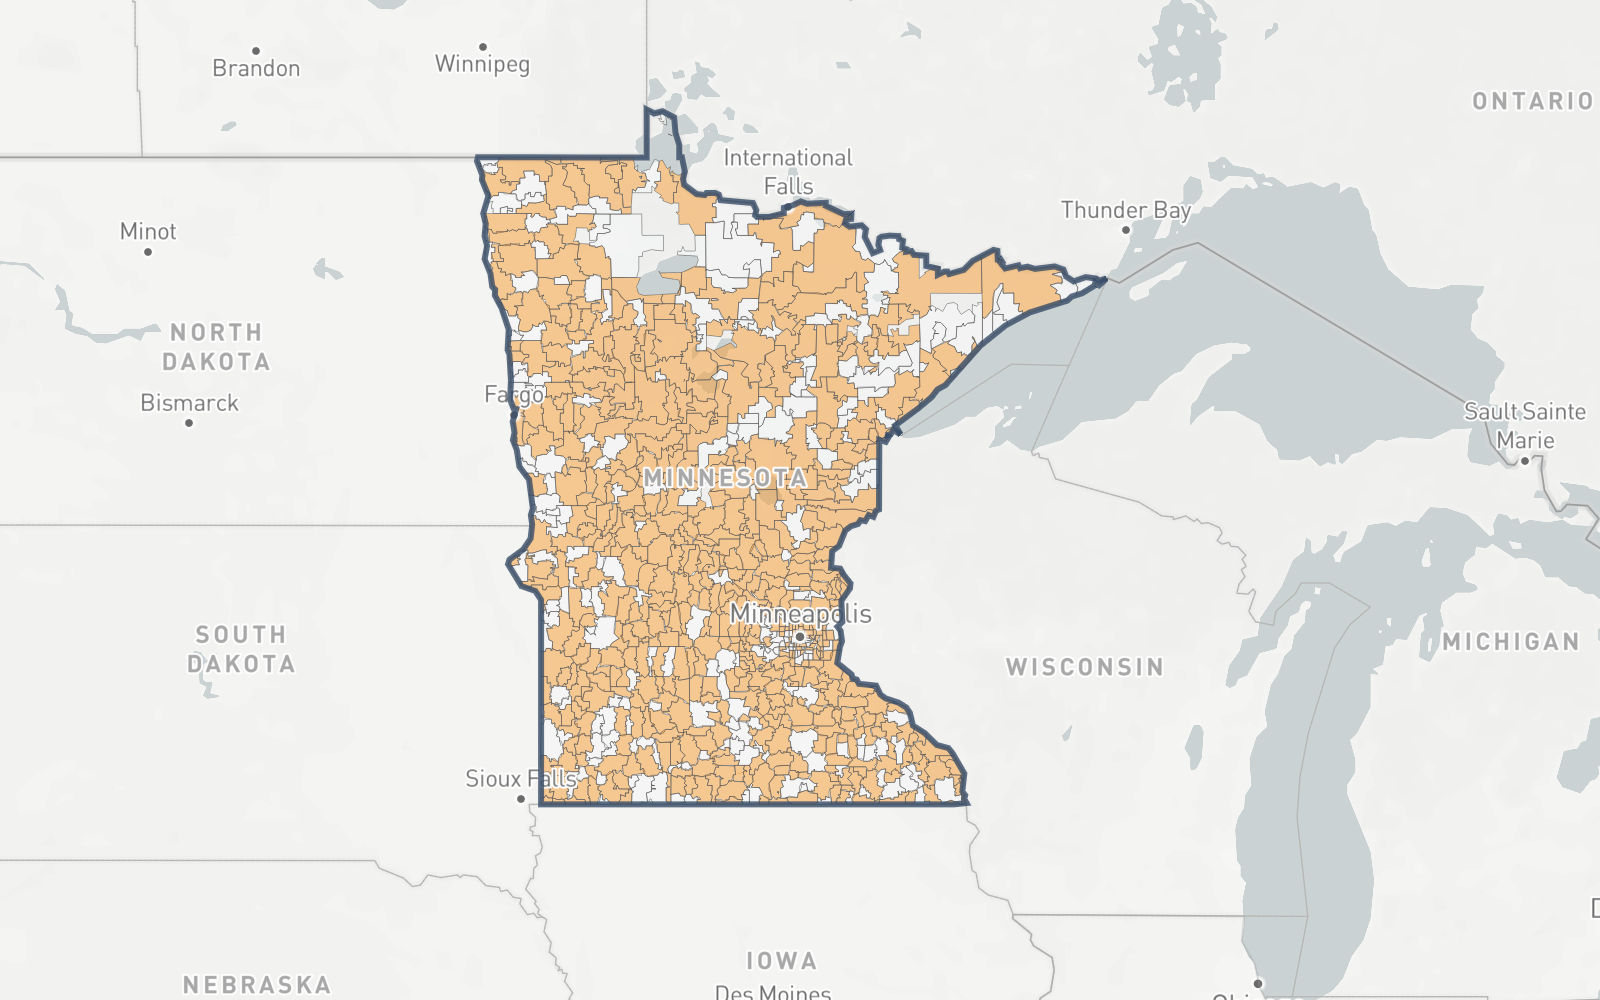 Brandon
Winnipeg
ONTARIO
International
Falls
Thunder Bay
Minot
NORTH
DAKOTA
Fargo
Bismarck
Sault Sainte
Marie
MINNESOTA
Minneapolis
SOUTH
DAKOTA
WISCONSIN
MICHIGAN
Sioux Falls
IOWA
NEBRASKA
Des Moines